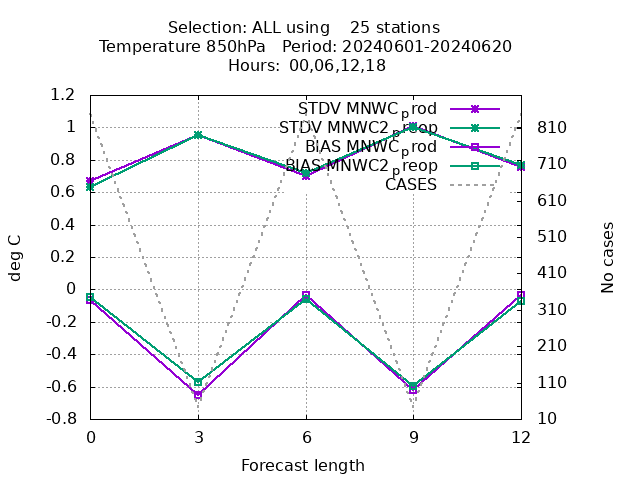 Selection: ALL using 25 stations
Temperature 850hPa Period: 20240601-20240620
Hours: 00,06,12,18
STDV MNWC_prod
STDV MNWC2_preop
BIAS MNWC_prod
BIAS MNWC2_preop
CASES
1.2
1
0.8
0.6
0.4
0.2
0
-0.2
-0.4
-0.6
-0.8
deg C
810
710
610
510
410
310
210
110
10
No cases
0 3 6 9 12
Forecast length